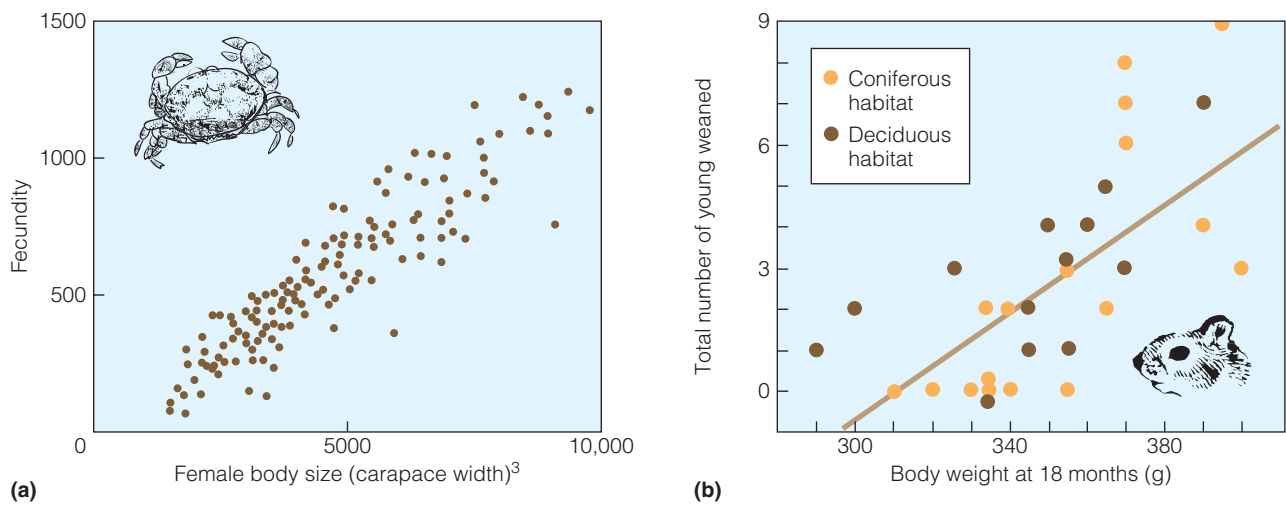 1500
1000
500
0
Fecundity
5000
10,000
Female body size (carapace width)³
(a)
9
6
3
0
Total number of young weaned
Coniferous
habitat
Deciduous
habitat
300
340
380
Body weight at 18 months (g)
(b)